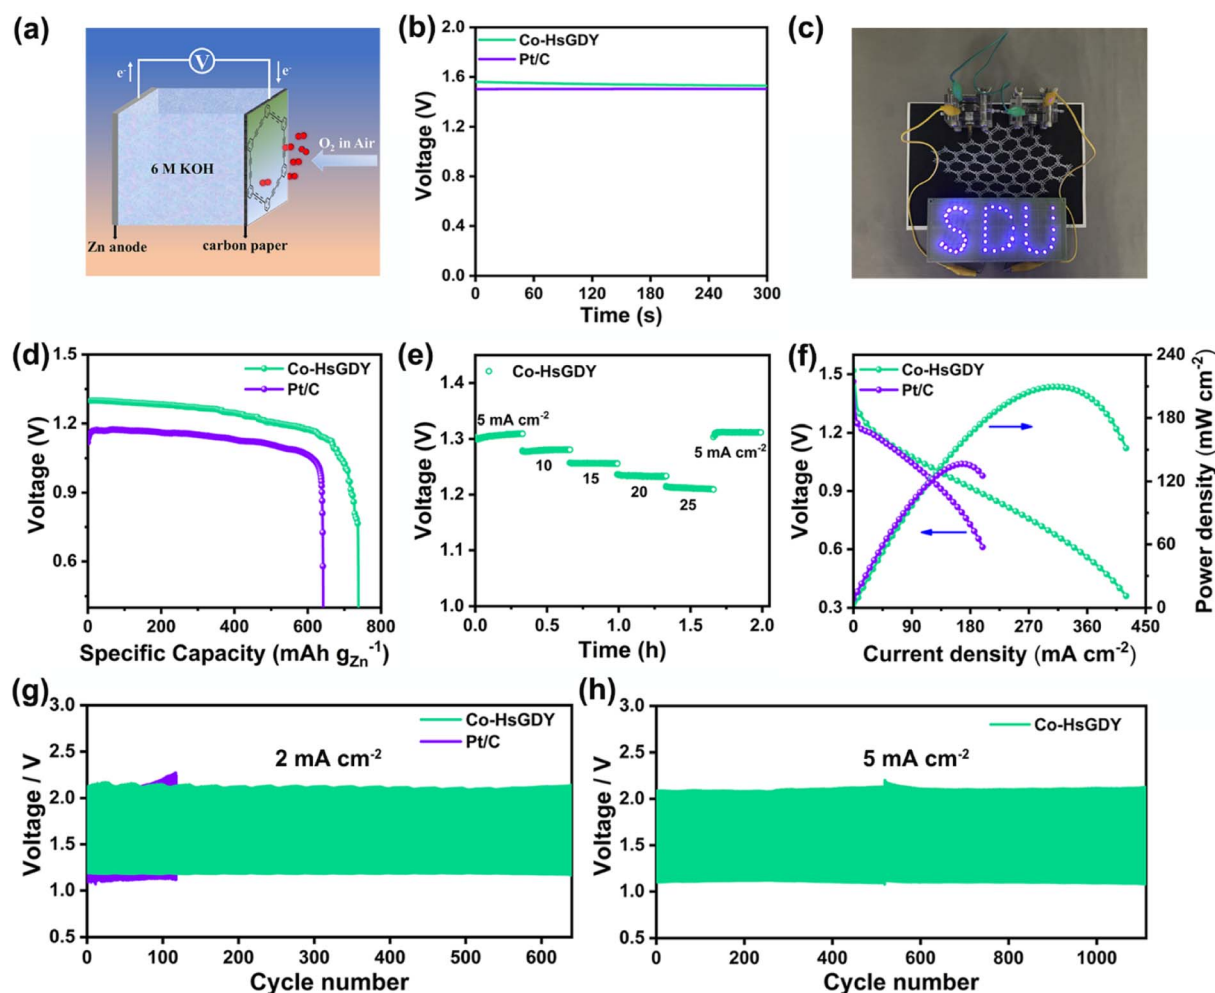 (a)
V
e-
e-
O2 in Air
6 M KOH
Zn anode
carbon paper
(b)
Co-HsGDY
Pt/C
Voltage (V)
2.0
1.6
1.2
0.8
0.4
0.0
0
60
120
180
240
300
Time (s)
(c)
SDU
(d)
Co-HsGDY
Pt/C
Voltage (V)
1.5
1.2
0.9
0.6
0
200
400
600
800
Specific Capacity (mAh gZn-1)
(e)
Co-HsGDY
Voltage (V)
1.4
1.3
1.2
1.1
1.0
5 mA cm-2
10
15
20
25
5 mA cm-2
0.0
0.5
1.0
1.5
2.0
Time (h)
(f)
Co-HsGDY
Pt/C
Voltage (V)
1.5
1.2
0.9
0.6
0.3
0
90
180
270
360
450
Current density (mA cm-2)
240
180
120
60
0
Power density (mW cm-2)
(g)
Co-HsGDY
Pt/C
2 mA cm-2
Voltage / V
3.0
2.5
2.0
1.5
1.0
0.5
0
100
200
300
400
500
600
Cycle number
(h)
Co-HsGDY
5 mA cm-2
Voltage / V
3.0
2.5
2.0
1.5
1.0
0.5
0
200
400
600
800
1000
Cycle number